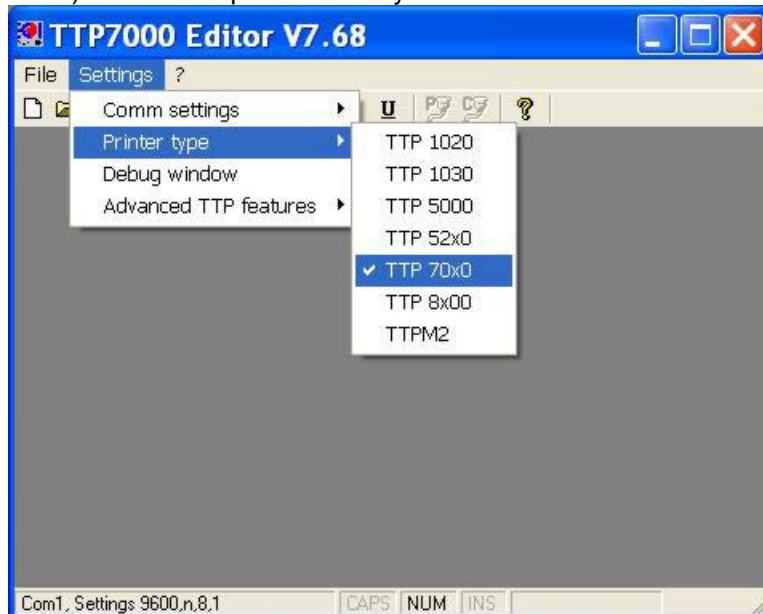 TTP7000 Editor V7.68
File Settings ?
U ?
Comm settings
Printer type
Debug window
Advanced TTP features
TTP 1020
TTP 1030
TTP 5000
TTP 52x0
TTP 70x0
TTP 8x00
TTPM2
Com1, Settings 9600,n,8,1 CAPS NUM INS